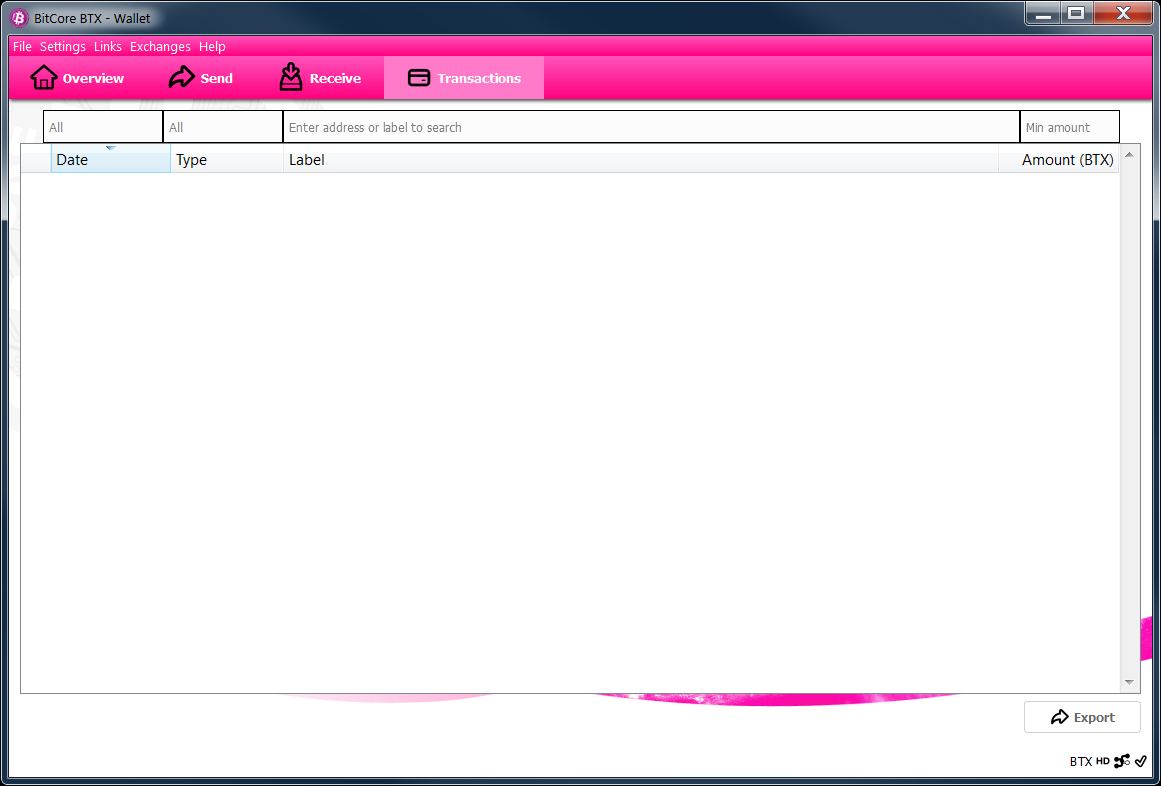 BitCore BTX - Wallet
File Settings Links Exchanges Help
Overview Send Receive Transactions
All All Enter address or label to search Min amount
Date Type Label Amount (BTX)
Export
BTX HD